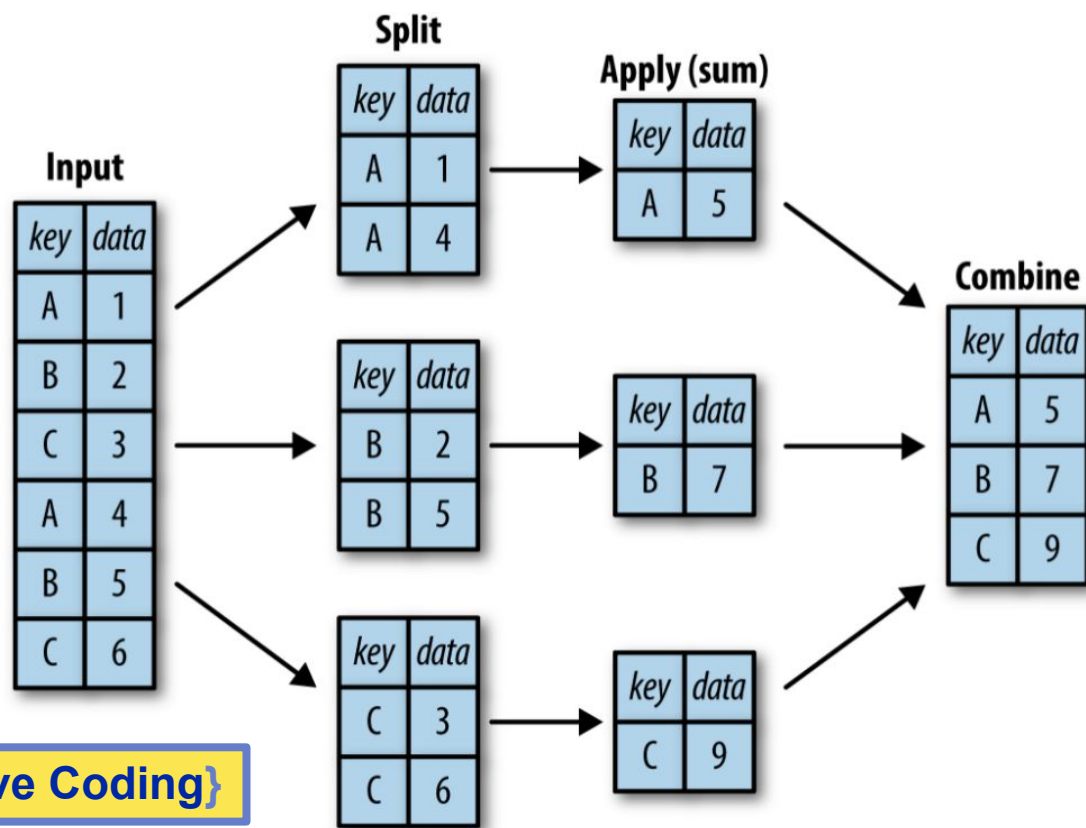 Input
key data
A 1
B 2
C 3
A 4
B 5
C 6
Split
key data
A 1
A 4
key data
B 2
B 5
key data
C 3
C 6
Apply (sum)
key data
A 5
key data
B 7
key data
C 9
Combine
key data
A 5
B 7
C 9
ve Coding}